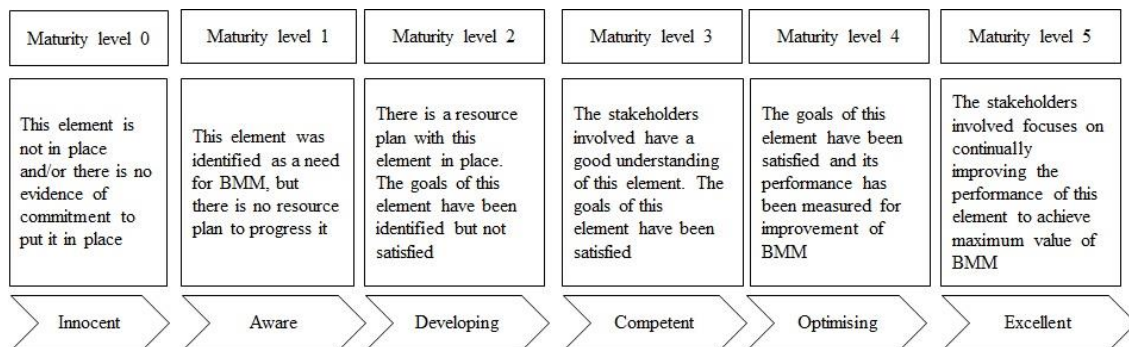 Maturity level 0
Maturity level 1
Maturity level 2
Maturity level 3
Maturity level 4
Maturity level 5
This element is
not in place
and/or there is no
evidence of
commitment to
put it in place
This element was
identified as a need
for BMM, but
there is no resource
plan to progress it
There is a resource
plan with this
element in place.
The goals of this
element have been
identified but not
satisfied
The stakeholders
involved have a
good understanding
of this element. The
goals of this
element have been
satisfied
The goals of this
element have been
satisfied and its
performance has
been measured for
improvement of
BMM
The stakeholders
involved focuses on
continually
improving the
performance of this
element to achieve
maximum value of
BMM
Innocent
Aware
Developing
Competent
Optimising
Excellent